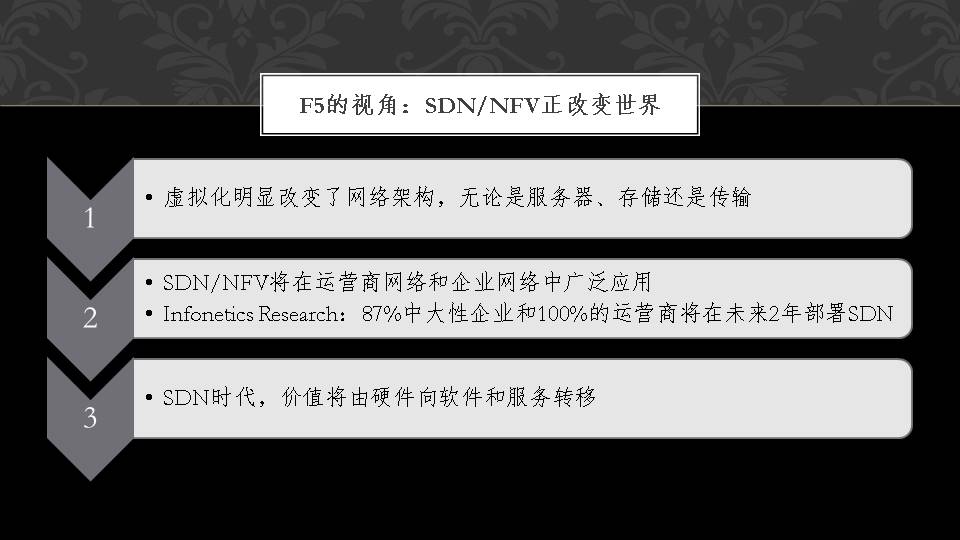 F5的视角：SDN/NFV正改变世界
1
• 虚拟化明显改变了网络架构，无论是服务器、存储还是传输
2
• SDN/NFV将在运营商网络和企业网络中广泛应用
• Infonetics Research：87%中大性企业和100%的运营商将在未来2年部署SDN
3
• SDN时代，价值将由硬件向软件和服务转移